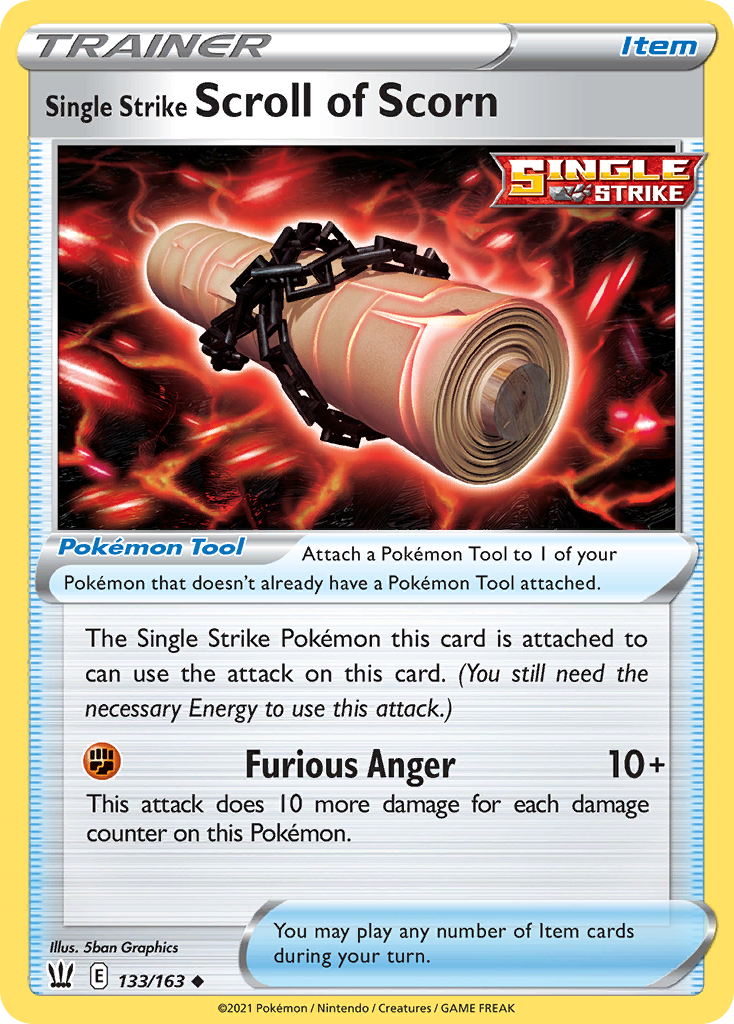 TRAINER
Item
Single Strike Scroll of Scorn
SINGLE
STRIKE
Pokémon Tool
Attach a Pokémon Tool to 1 of your
Pokémon that doesn't already have a Pokémon Tool attached.
The Single Strike Pokémon this card is attached to
can use the attack on this card. (You still need the
necessary Energy to use this attack.)
Furious Anger 10+
This attack does 10 more damage for each damage
counter on this Pokémon.
You may play any number of Item cards
during your turn.
Illus. 5ban Graphics
E 133/163
©2021 Pokémon / Nintendo / Creatures / GAME FREAK